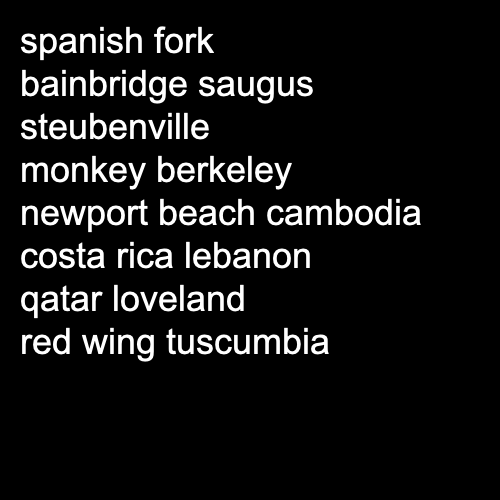 spanish fork
bainbridge saugus
steubenville
monkey berkeley
newport beach cambodia
costa rica lebanon
qatar loveland
red wing tuscumbia